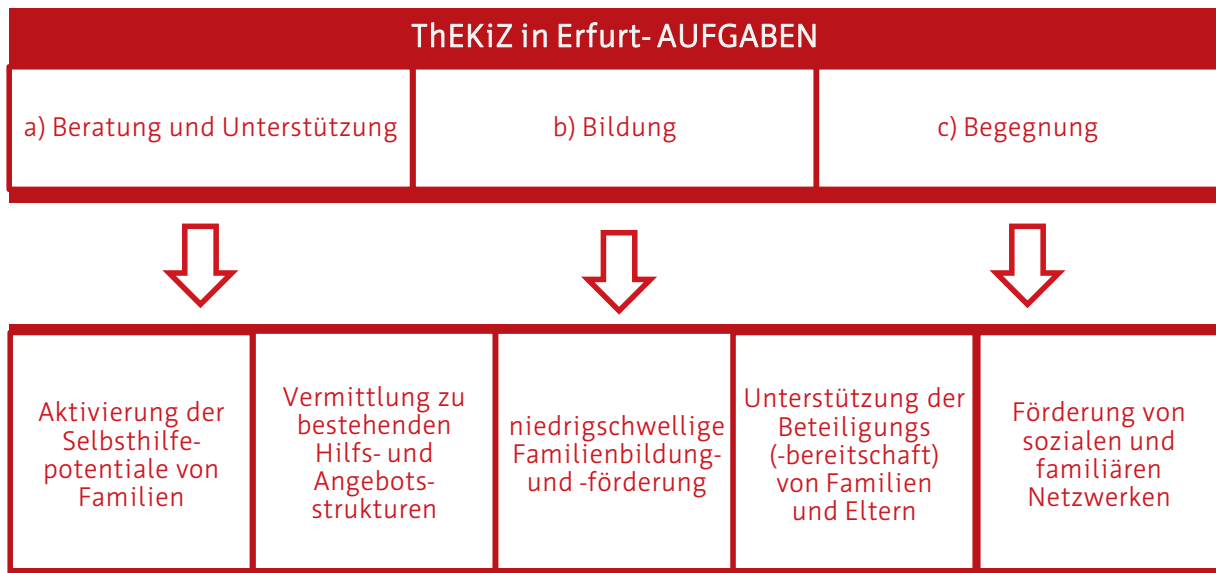 ThEKiZ in Erfurt- AUFGABEN
a) Beratung und Unterstützung
b) Bildung
c) Begegnung
Aktivierung der
Selbsthilfe-
potentiale von
Familien
Vermittlung zu
bestehenden
Hilfs- und
Angebots-
strukturen
niedrigschwellige
Familienbildung-
und -förderung
Unterstützung der
Beteiligungs
(-bereitschaft)
von Familien
und Eltern
Förderung von
sozialen und
familiären
Netzwerken